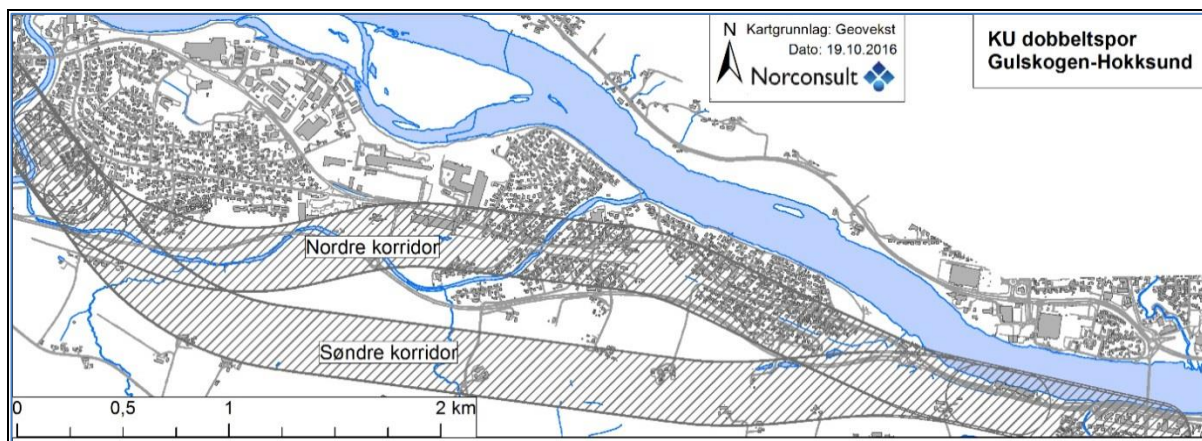 N
Kartgrunnlag: Geovekst
Dato: 19.10.2016
Norconsult
KU dobbeltspor
Gulskogen-Hokksund
Nordre korridor
Søndre korridor
0 0,5 1 2 km